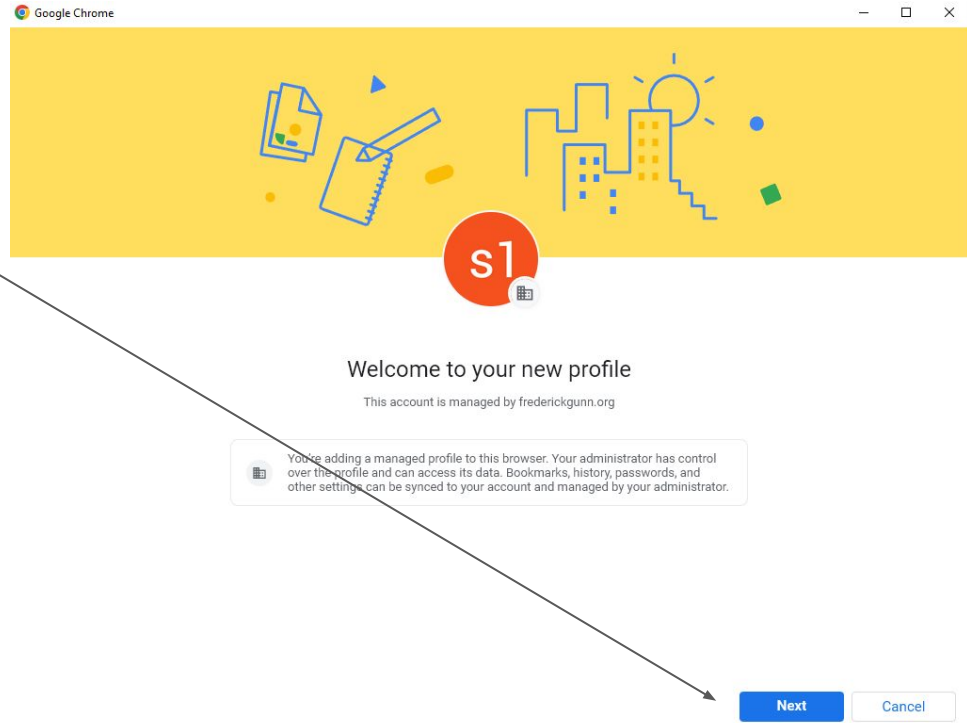 Google Chrome
s1
Welcome to your new profile
This account is managed by frederickgunn.org
You're adding a managed profile to this browser. Your administrator has control
over the profile and can access its data. Bookmarks, history, passwords, and
other settings can be synced to your account and managed by your administrator.
Next
Cancel